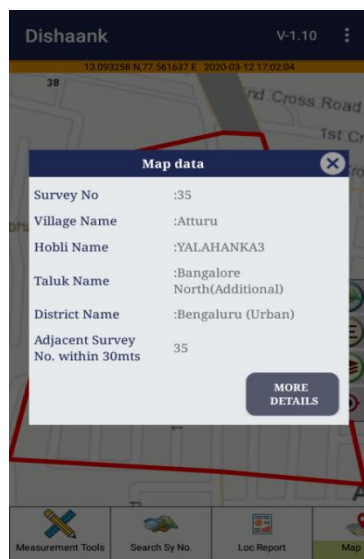 Dishaank V-1.10
13.093258 N,77.561637 E 2020-03-12 17:02:04
38
nd Cross Road
1st Cr
Map data
Survey No :35
Village Name :Atturu
Hobli Name :YALAHANKA3
Taluk Name :Bangalore
North(Additional)
District Name :Bengaluru (Urban)
Adjacent Survey
No. within 30mts 35
MORE
DETAILS
Measurement Tools Search Sy No. Loc Report Map